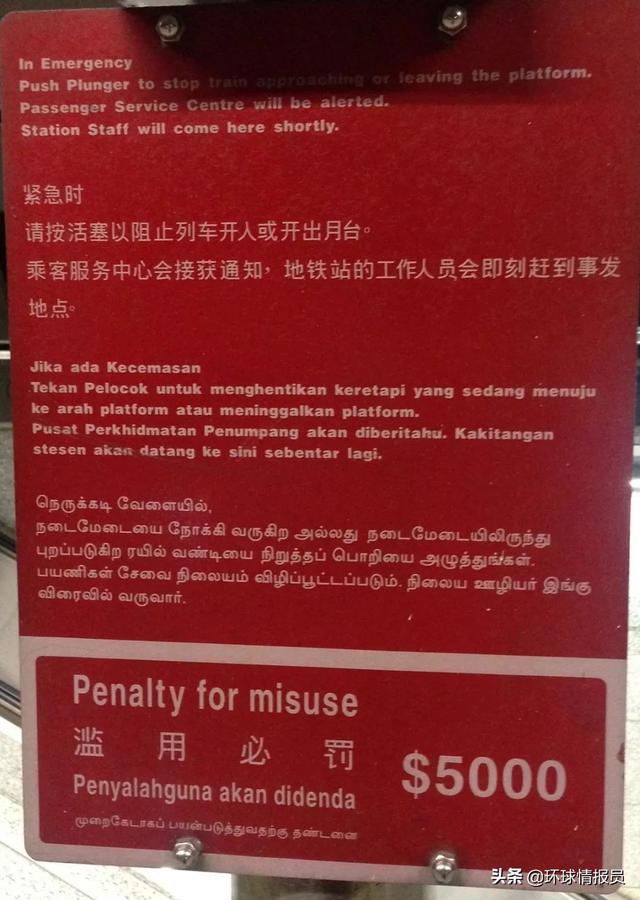 In Emergency
Push Plunger to stop train approaching or leaving the platform.
Passenger Service Centre will be alerted.
Station Staff will come here shortly.
紧急时
请按活塞以阻止列车开入或开出月台。
乘客服务中心会接获通知，地铁站的工作人员会即刻赶到事发
地点。
Jika ada Kecemasan
Tekan Pelocok untuk menghentikan keretapi yang sedang menuju
ke arah platform atau meninggalkan platform.
Pusat Perkhidmatan Penumpang akan diberitahu. Kakitangan
stesen akan datang ke sini sebentar lagi.
நெருக்கடி வேளையில்,
நடைமேடையை நோக்கி வருகிற அல்லது நடைமேடையிலிருந்து
புறப்படுகிற ரயில் வண்டியை நிறுத்தப் பொறியை அழுத்துங்கள்.
பயணிகள் சேவை நிலையம் விழிப்பூட்டப்படும். நிலைய ஊழியர் இங்கு
விரைவில் வருவார்.
Penalty for misuse
滥用必罚
$5000
Penyalahguna akan didenda
முறைகேடாகப் பயன்படுத்துவதற்கு தண்டனை
头条 @环球情报员